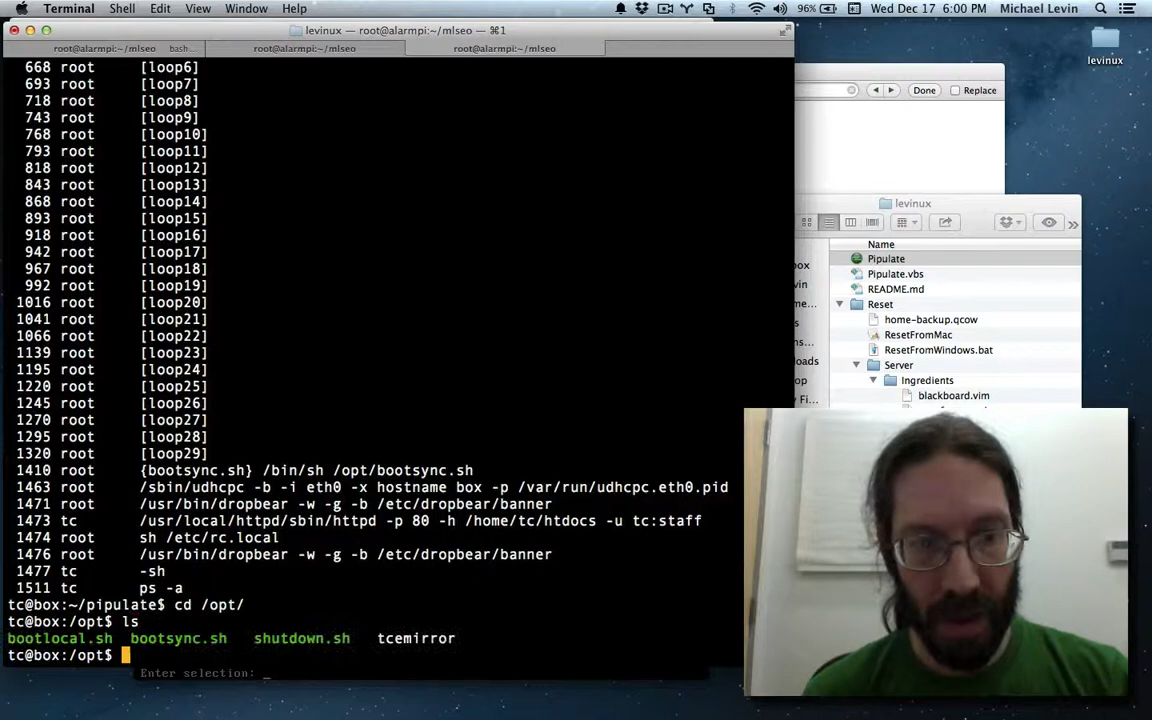 Terminal Shell Edit View Window Help 96% Wed Dec 17 6:00 PM Michael Levin
levinux — root@alarmpi:~/mlseo — ⌘1
root@alarmpi:~/mlseo bash... root@alarmpi:~/mlseo root@alarmpi:~/mlseo
668 root [loop6]
693 root [loop7]
718 root [loop8]
743 root [loop9]
768 root [loop10]
793 root [loop11]
818 root [loop12]
843 root [loop13]
868 root [loop14]
893 root [loop15]
918 root [loop16]
942 root [loop17]
967 root [loop18]
992 root [loop19]
1016 root [loop20]
1041 root [loop21]
1066 root [loop22]
1139 root [loop23]
1195 root [loop24]
1220 root [loop25]
1245 root [loop26]
1270 root [loop27]
1295 root [loop28]
1320 root [loop29]
1410 root {bootsync.sh} /bin/sh /opt/bootsync.sh
1463 root /sbin/udhcpc -b -i eth0 -x hostname box -p /var/run/udhcpc.eth0.pid
1471 root /usr/bin/dropbear -w -g -b /etc/dropbear/banner
1473 tc /usr/local/httpd/sbin/httpd -p 80 -h /home/tc/htdocs -u tc:staff
1474 root sh /etc/rc.local
1476 root /usr/bin/dropbear -w -g -b /etc/dropbear/banner
1477 tc -sh
1511 tc ps -a
tc@box:~/pipulate$ cd /opt/
tc@box:/opt$ ls
bootlocal.sh bootsync.sh shutdown.sh tcemirror
tc@box:/opt$
Enter selection: _
Done Replace
levinux
Name
Pipulate
Pipulate.vbs
README.md
Reset
home-backup.qcow
ResetFromMac
ResetFromWindows.bat
Server
Ingredients
blackboard.vim
levinux